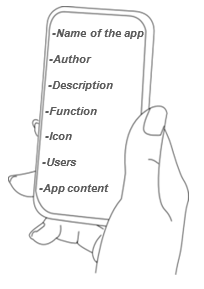 -Name of the app
-Author
-Description
-Function
-Icon
-Users
-App content